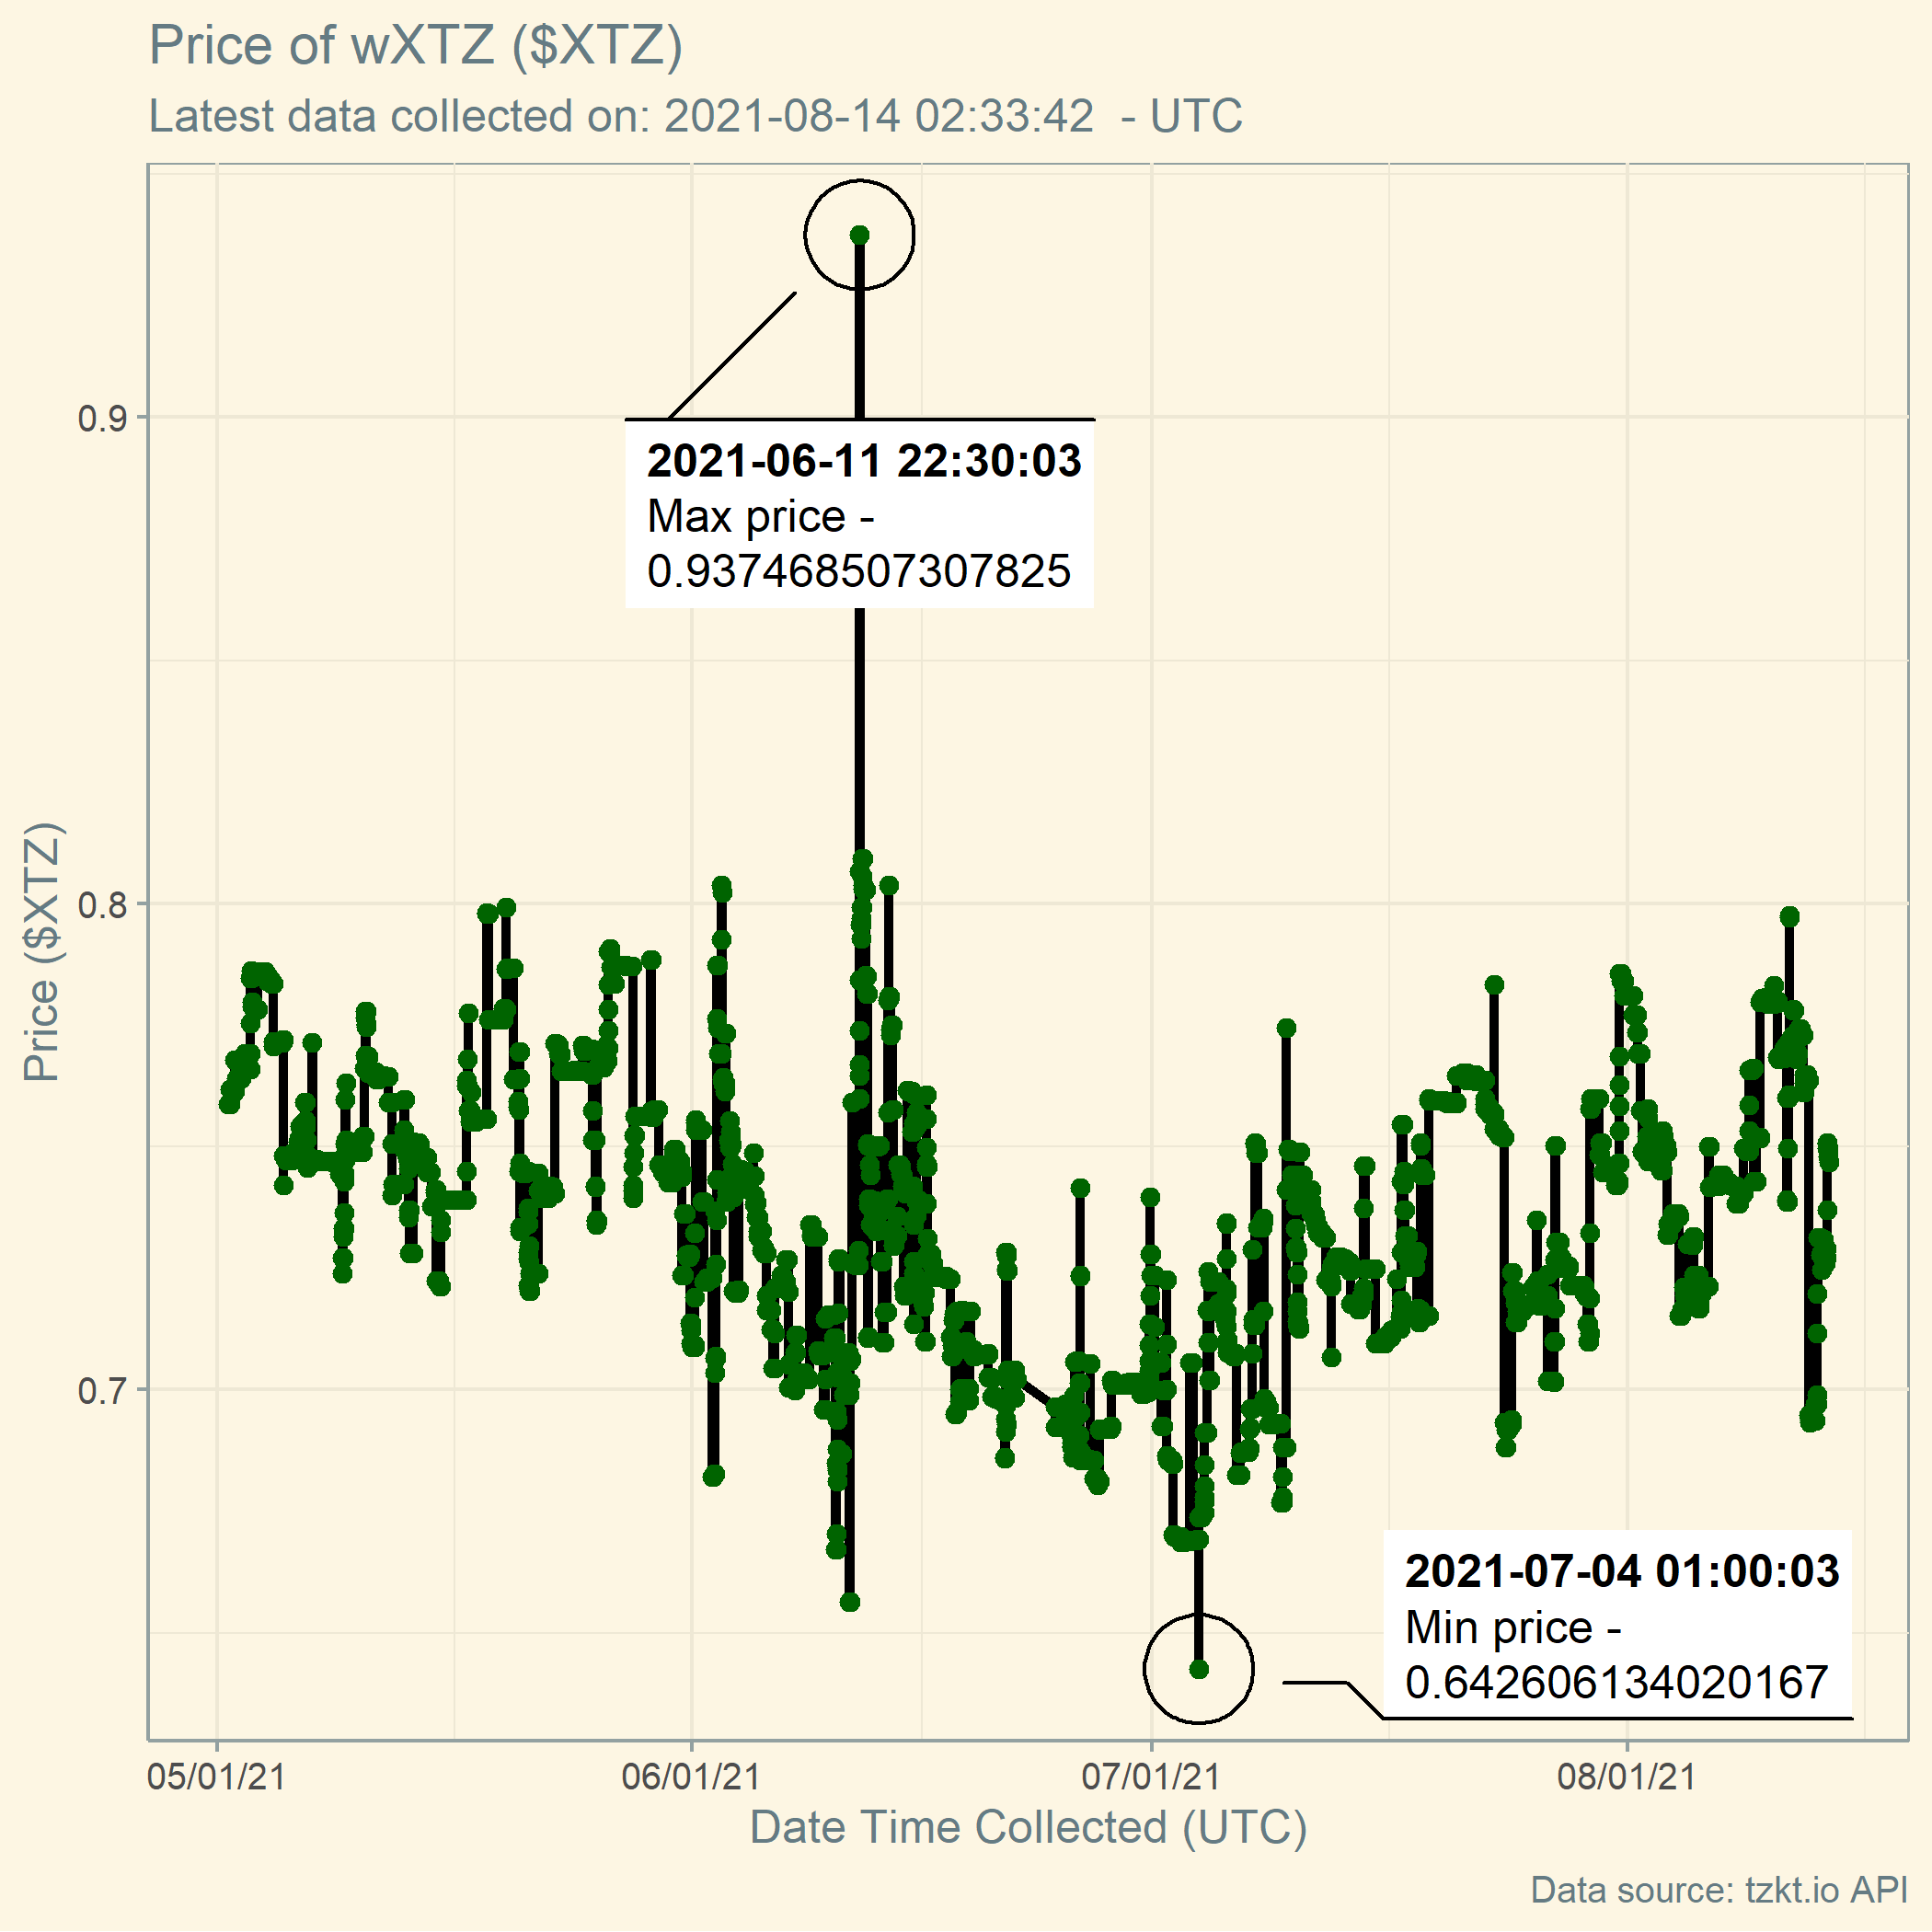 Price of wXTZ ($XTZ)
Latest data collected on: 2021-08-14 02:33:42  - UTC
Price ($XTZ)
0.9
0.8
0.7
2021-06-11 22:30:03
Max price -
0.937468507307825
2021-07-04 01:00:03
Min price -
0.642606134020167
05/01/21
06/01/21
07/01/21
08/01/21
Date Time Collected (UTC)
Data source: tzkt.io API